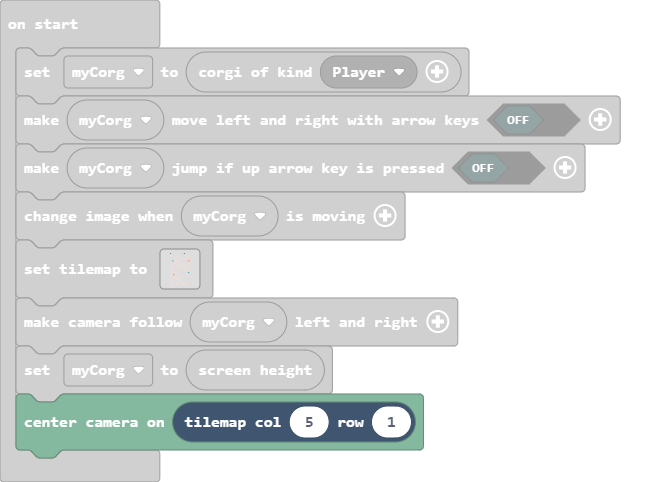 on start
set myCorg to corgi of kind Player
make myCorg move left and right with arrow keys OFF
make myCorg jump if up arrow key is pressed OFF
change image when myCorg is moving
set tilemap to
make camera follow myCorg left and right
set myCorg to screen height
center camera on tilemap col 5 row 1